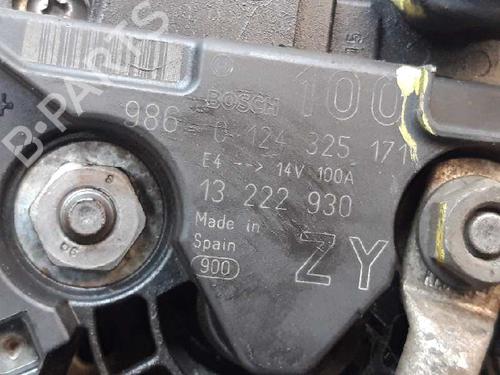 BOSCH 100
986 0 124 325 171
E4 --> 14V 100A
13 222 930
Made in
Spain
ZY
900
B-PARTS